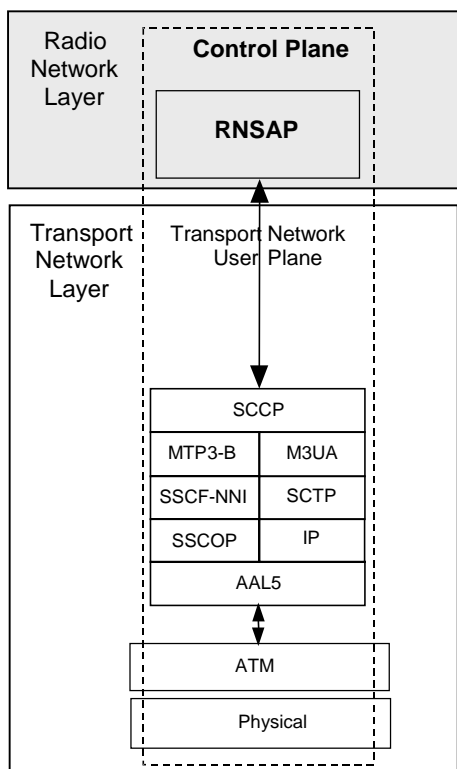 Radio
Network
Layer
Control Plane
RNSAP
Transport
Network
Layer
Transport Network
User Plane
SCCP
MTP3-B
M3UA
SSCF-NNI
SCTP
SSCOP
IP
AAL5
ATM
Physical